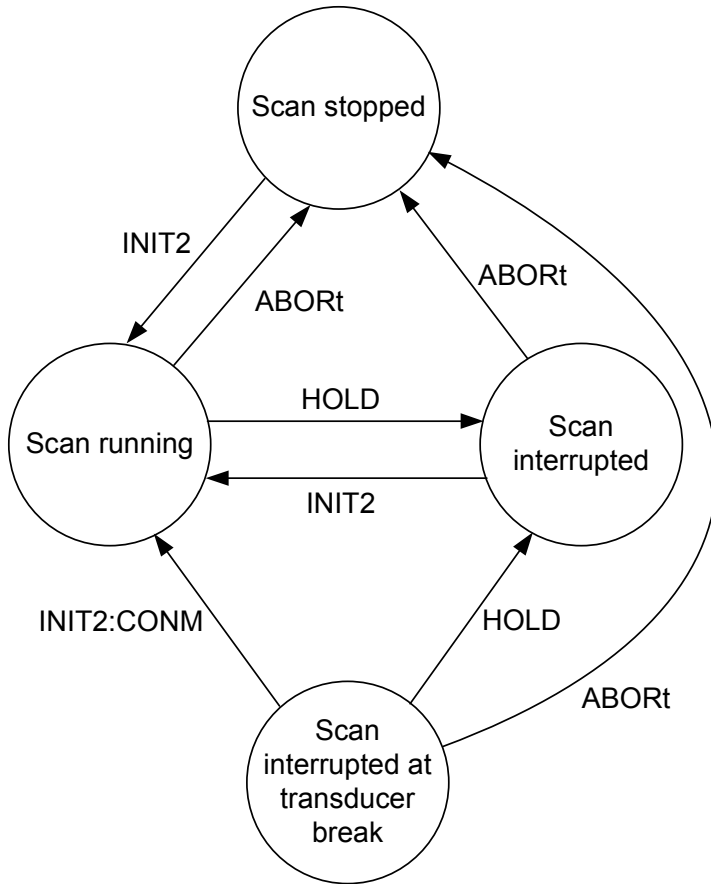 Scan stopped
INIT2
ABORt
ABORt
HOLD
Scan running
Scan
interrupted
INIT2
INIT2:CONM
HOLD
ABORt
Scan
interrupted at
transducer
break